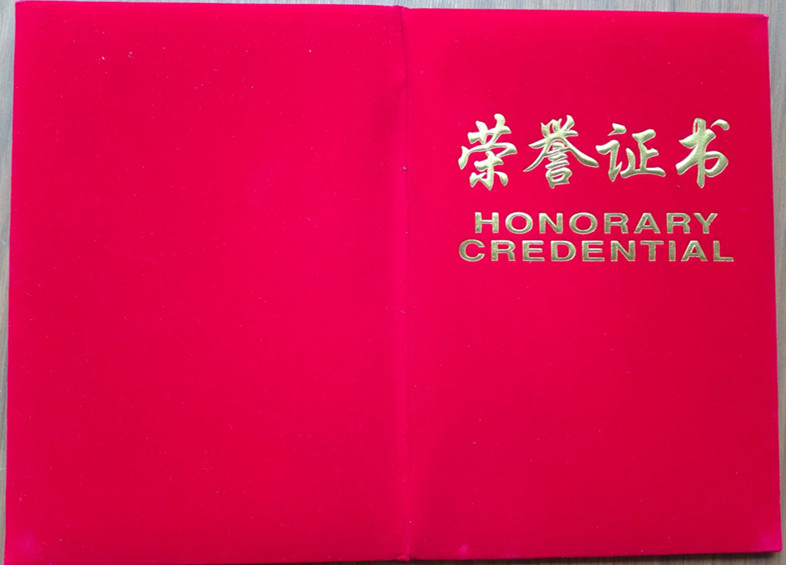 荣誉证书
HONORARY
CREDENTIAL